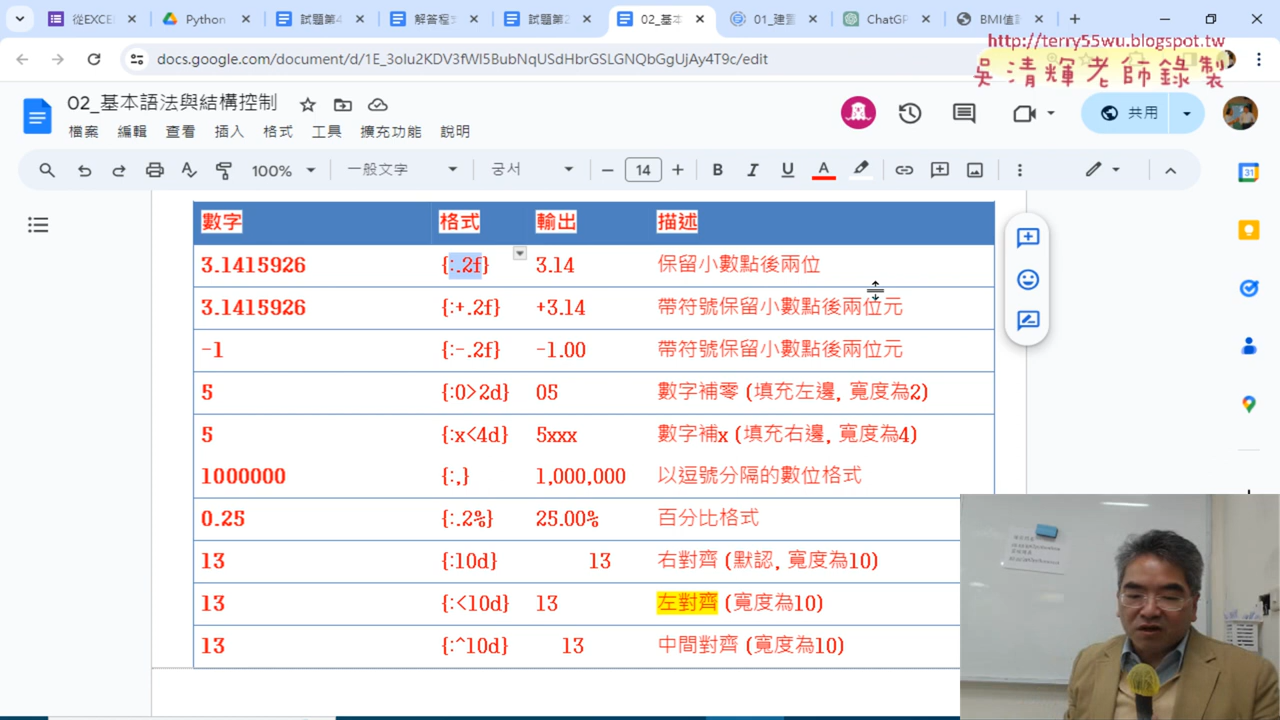 從EXCE
Python
試題第4
解答程
試題第2
02_基本
01_建置
ChatGP
BMI值
http://terry55wu.blogspot.tw
docs.google.com/document/d/1E_3olu2KDV3fWI5BubNqUSdHbrGSLGNQbGgUjAy4T9c/edit
吳清輝老師錄製
02_基本語法與結構控制
檔案 編輯 查看 插入 格式 工具 擴充功能 說明
共用
100% 一般文字 궁서 14 B I U A
31
數字 格式 輸出 描述
3.1415926 {:.2f} 3.14 保留小數點後兩位
3.1415926 {:+.2f} +3.14 帶符號保留小數點後兩位元
-1 {:-.2f} -1.00 帶符號保留小數點後兩位元
5 {:0>2d} 05 數字補零 (填充左邊, 寬度為2)
5 {:x<4d} 5xxx 數字補x (填充右邊, 寬度為4)
1000000 {:,} 1,000,000 以逗號分隔的數位格式
0.25 {:.2%} 25.00% 百分比格式
13 {:10d} 13 右對齊 (默認, 寬度為10)
13 {:<10d} 13 左對齊 (寬度為10)
13 {:^10d} 13 中間對齊 (寬度為10)